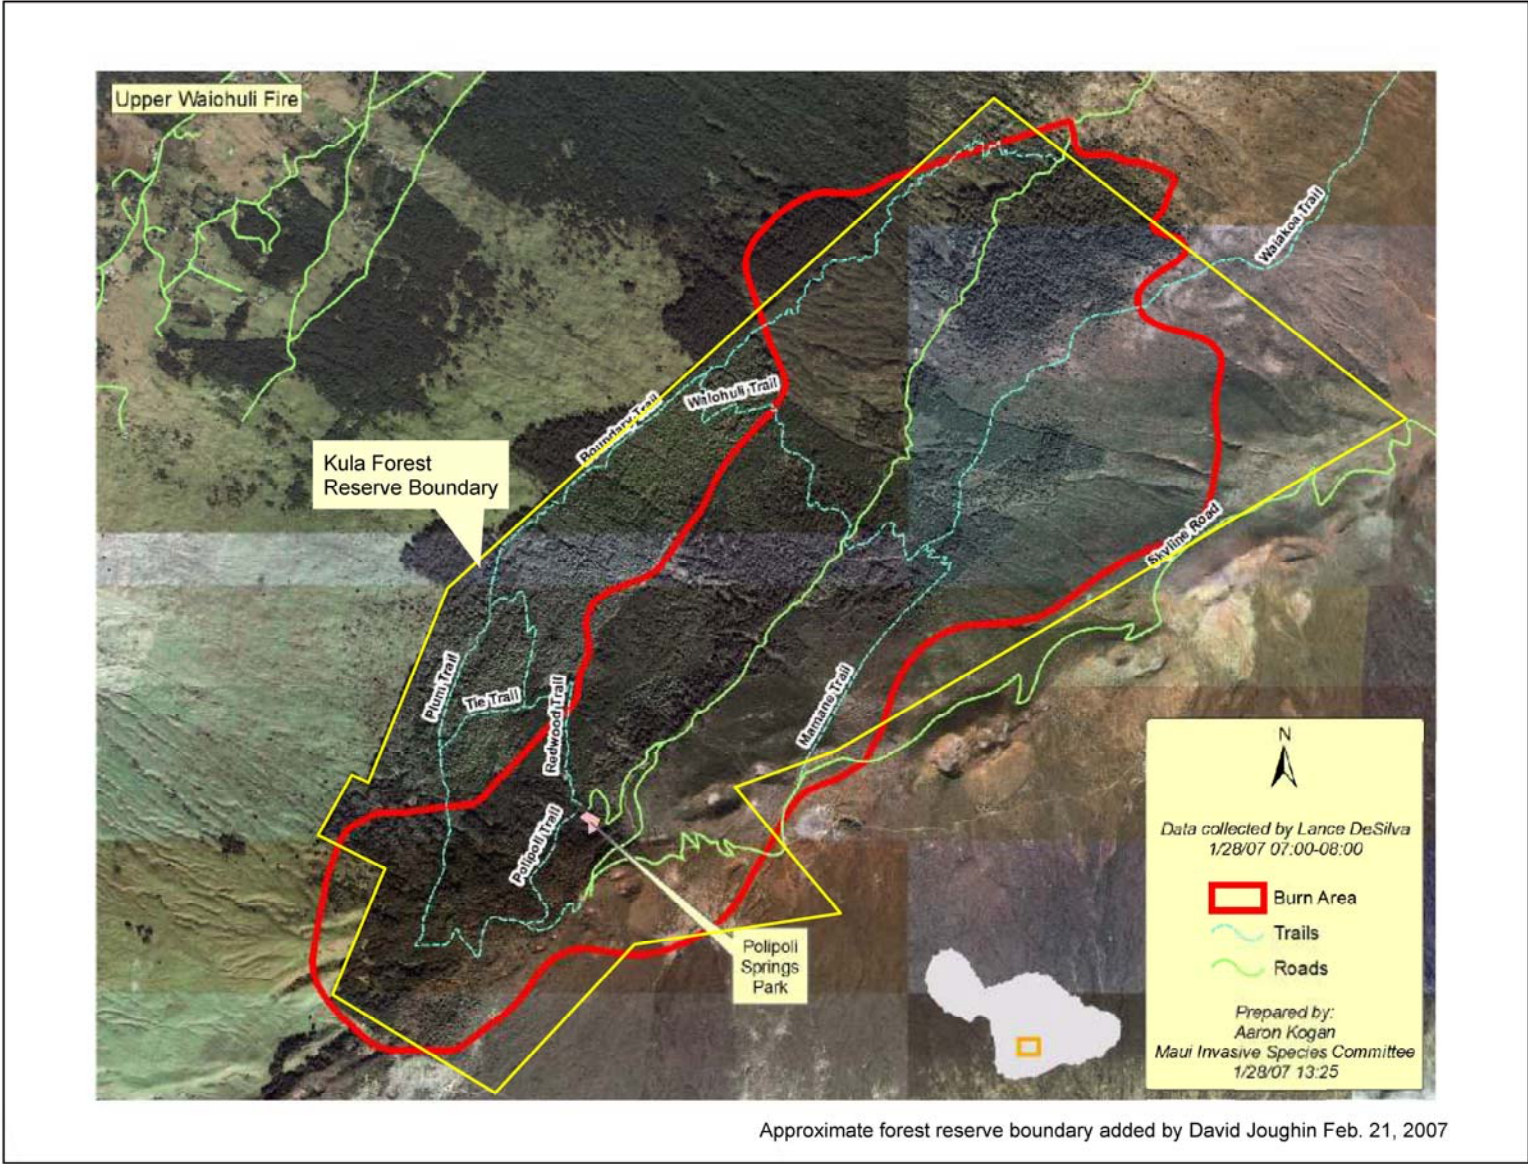 Upper Waiohuli Fire
Waiakoa Trail
Waiohuli Trail
Boundary Trail
Kula Forest
Reserve Boundary
Skyline Road
Plum Trail
Tie Trail
Redwood Trail
Mamane Trail
Polipoli Trail
Polipoli
Springs
Park
N
Data collected by Lance DeSilva
1/28/07 07:00-08:00
Burn Area
Trails
Roads
Prepared by:
Aaron Kogan
Maui Invasive Species Committee
1/28/07 13:25
Approximate forest reserve boundary added by David Joughin Feb. 21, 2007